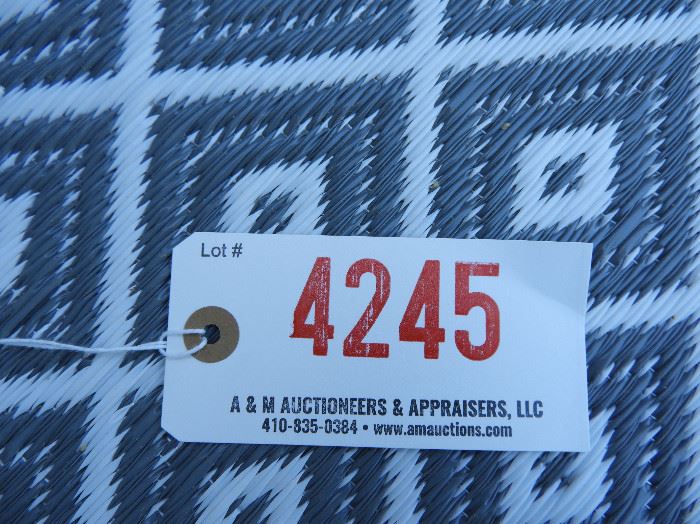 Lot #
4245
A & M AUCTIONEERS & APPRAISERS, LLC
410-835-0384 • www.amauctions.com